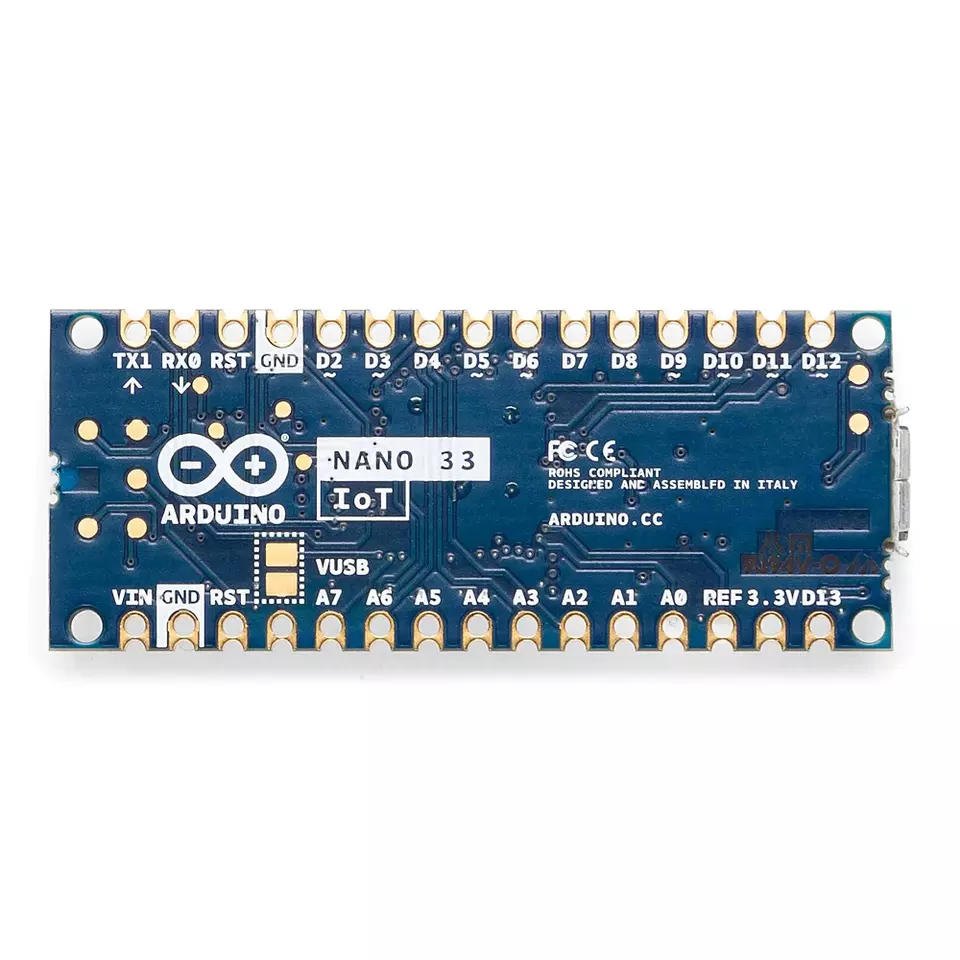 TX1 RX0 RST GND D2 D3 D4 D5 D6 D7 D8 D9 D10 D11 D12
~ ~ ~ ~ ~ ~ ~ ~
↑ ↓
®
NANO 33
IoT
ARDUINO
FC CE
ROHS COMPLIANT
DESIGNED AND ASSEMBLED IN ITALY
ARDUINO.CC
VUSB
VIN GND RST A7 A6 A5 A4 A3 A2 A1 A0 REF 3.3V D13